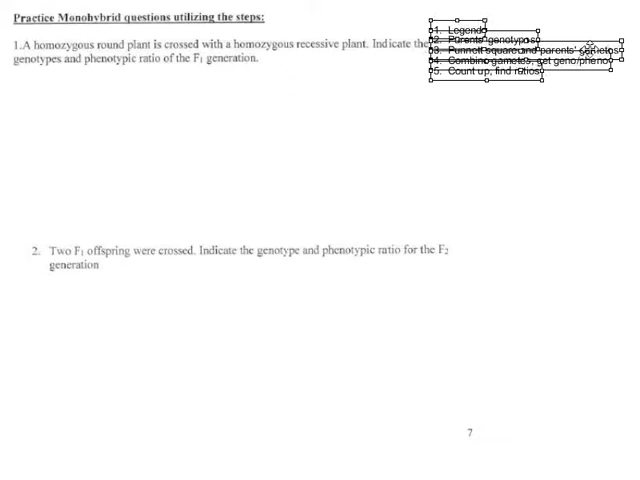 Practice Monohybrid questions utilizing the steps:
1.A homozygous round plant is crossed with a homozygous recessive plant. Indicate the
genotypes and phenotypic ratio of the F₁ generation.
1. Legend
2. Parents' genotypes
3. Punnett square and parents' gametes
4. Combine gametes, get geno/pheno
5. Count up, find ratios
2. Two F₁ offspring were crossed. Indicate the genotype and phenotypic ratio for the F₂
generation
7